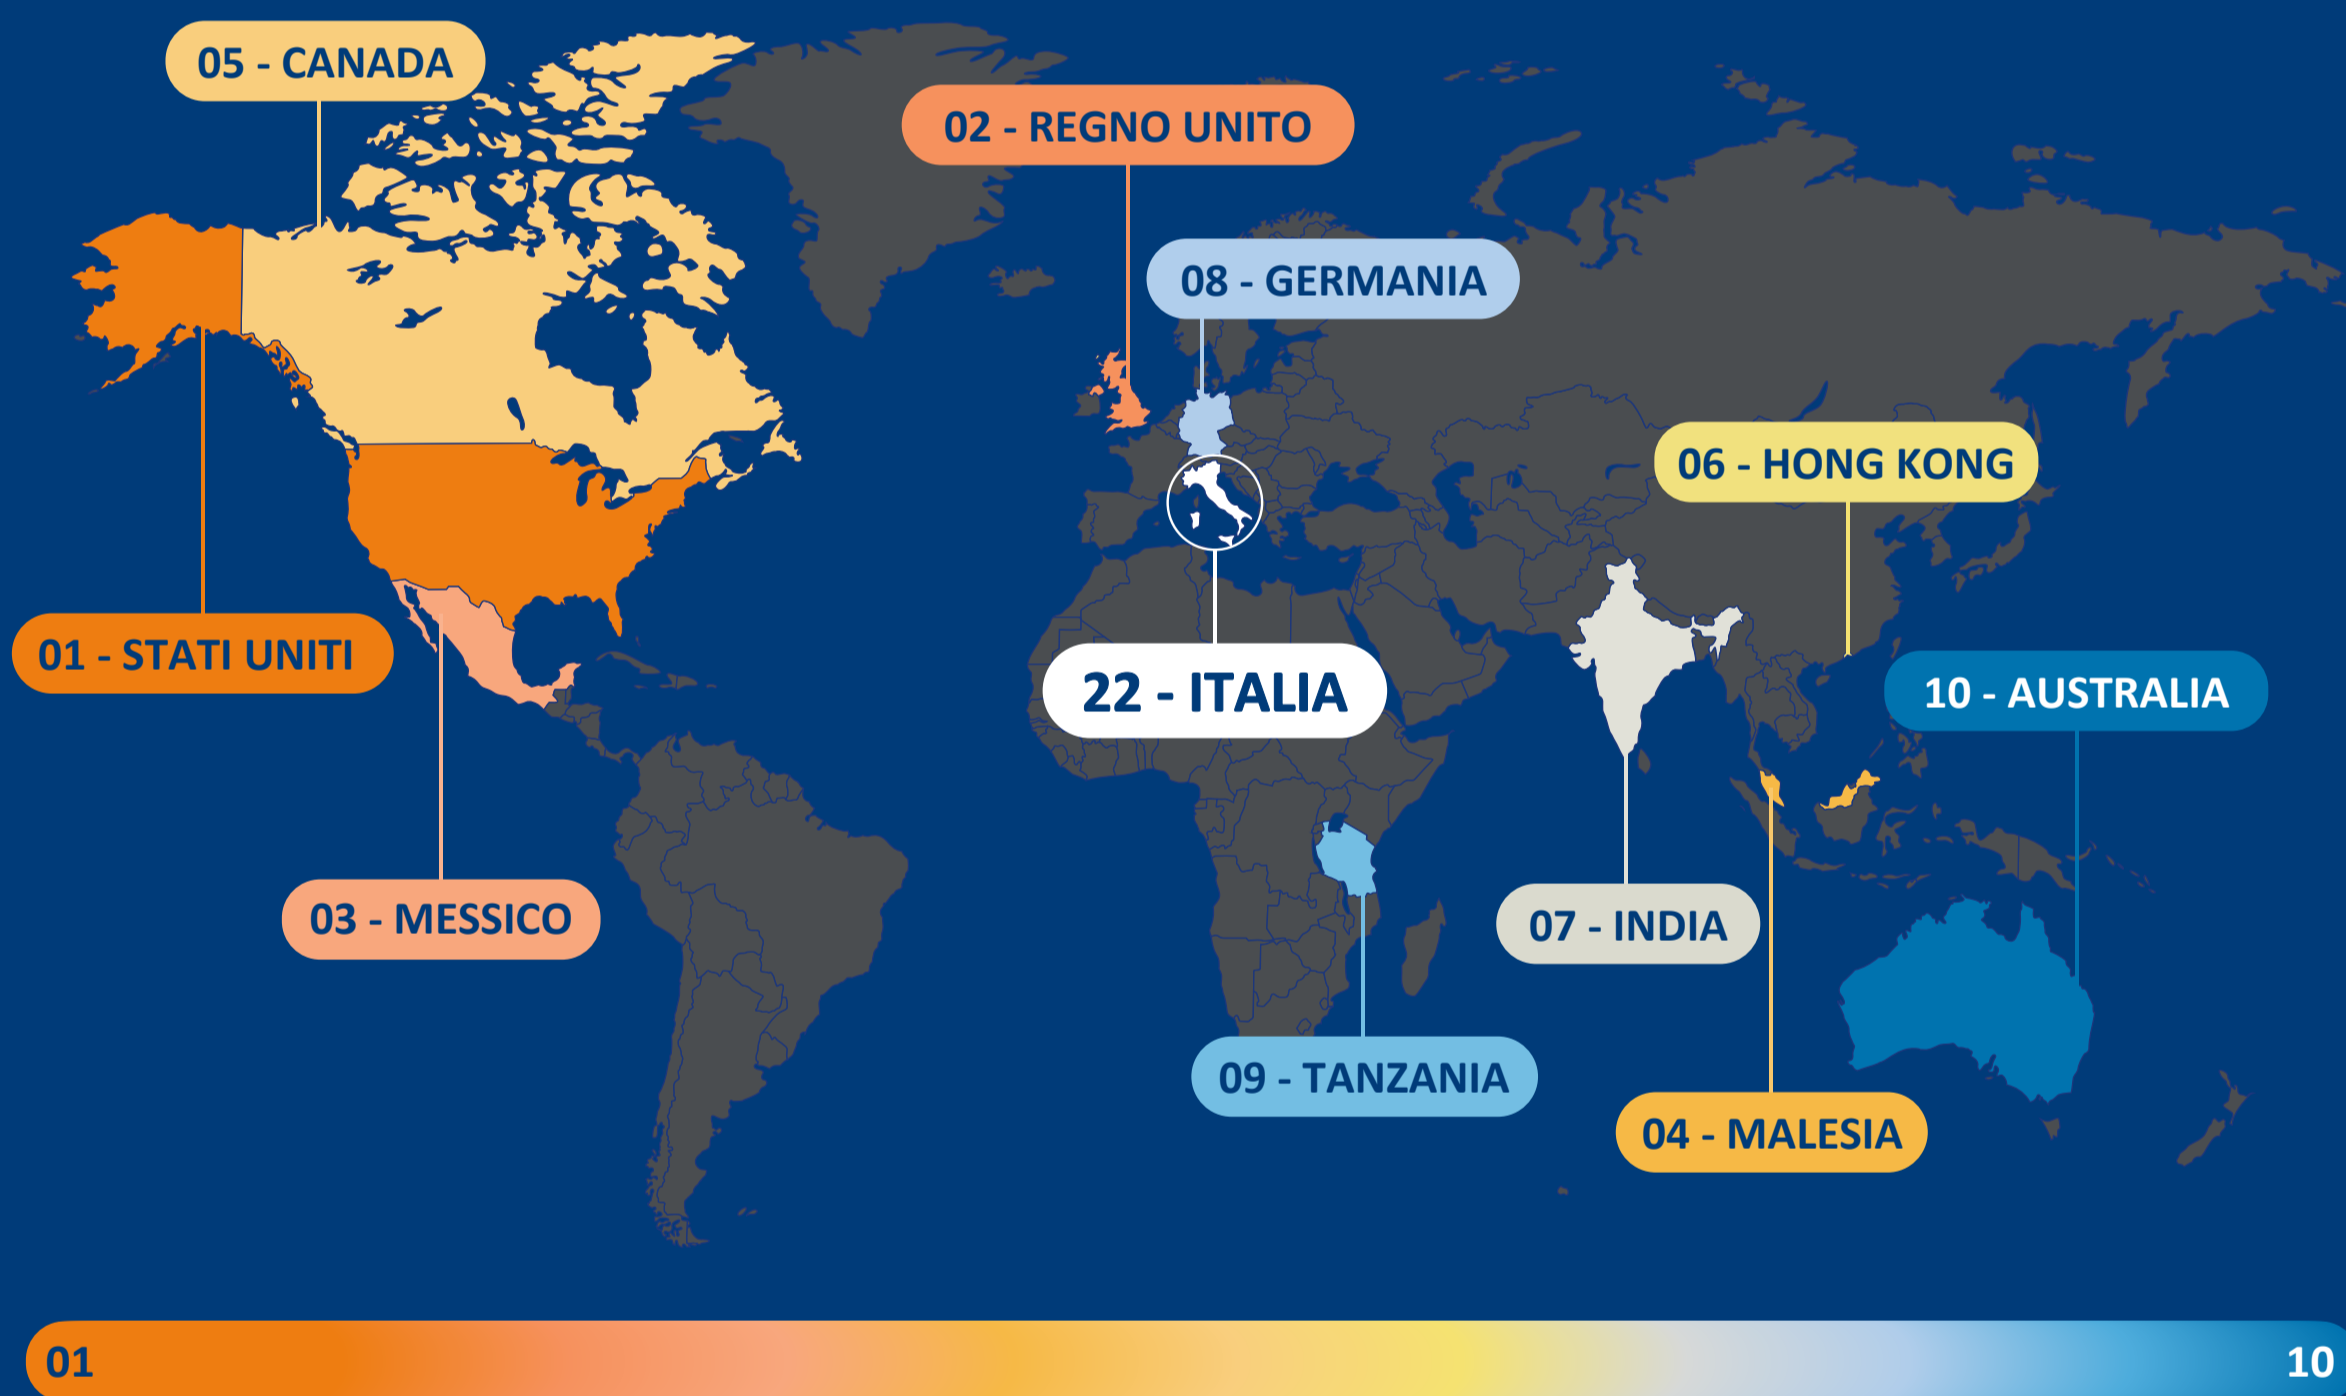 05 - CANADA
02 - REGNO UNITO
08 - GERMANIA
06 - HONG KONG
01 - STATI UNITI
22 - ITALIA
10 - AUSTRALIA
03 - MESSICO
07 - INDIA
09 - TANZANIA
04 - MALESIA
01
10